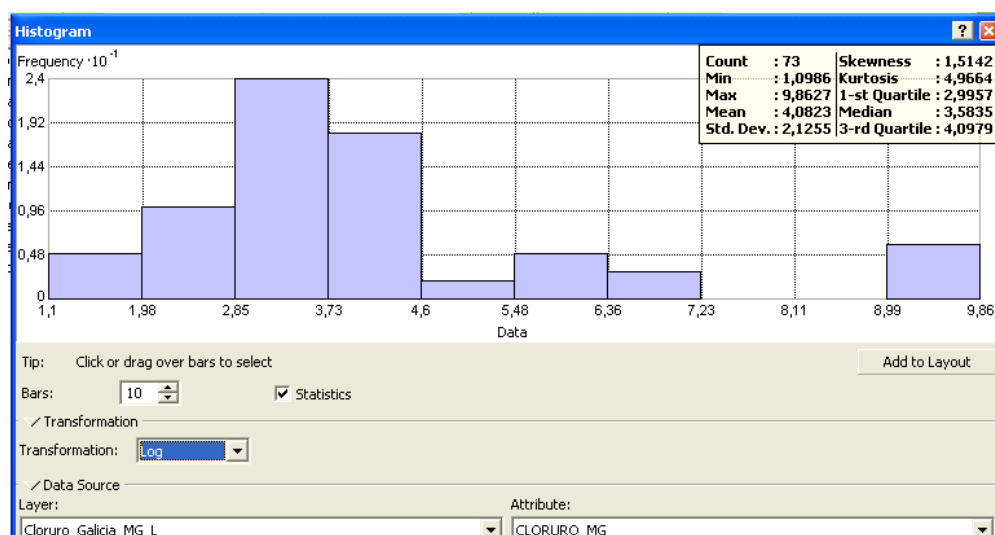 Histogram
Frequency ·10⁻¹
2,4
1,92
1,44
0,96
0,48
0
1,1 1,98 2,85 3,73 4,6 5,48 6,36 7,23 8,11 8,99 9,86
Data
Count : 73 Skewness : 1,5142
Min : 1,0986 Kurtosis : 4,9664
Max : 9,8627 1-st Quartile : 2,9957
Mean : 4,0823 Median : 3,5835
Std. Dev. : 2,1255 3-rd Quartile : 4,0979
Tip: Click or drag over bars to select
Add to Layout
Bars: 10 Statistics
Transformation
Transformation: Log
Data Source
Layer: Attribute:
Cloruro_Galicia_MG_L CLORURO_MG